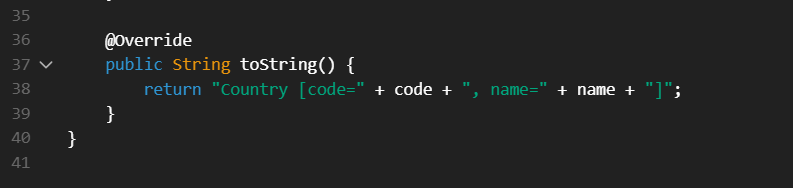 35
36 @Override
37 public String toString() {
38 return "Country [code=" + code + ", name=" + name + "]";
39 }
40 }
41